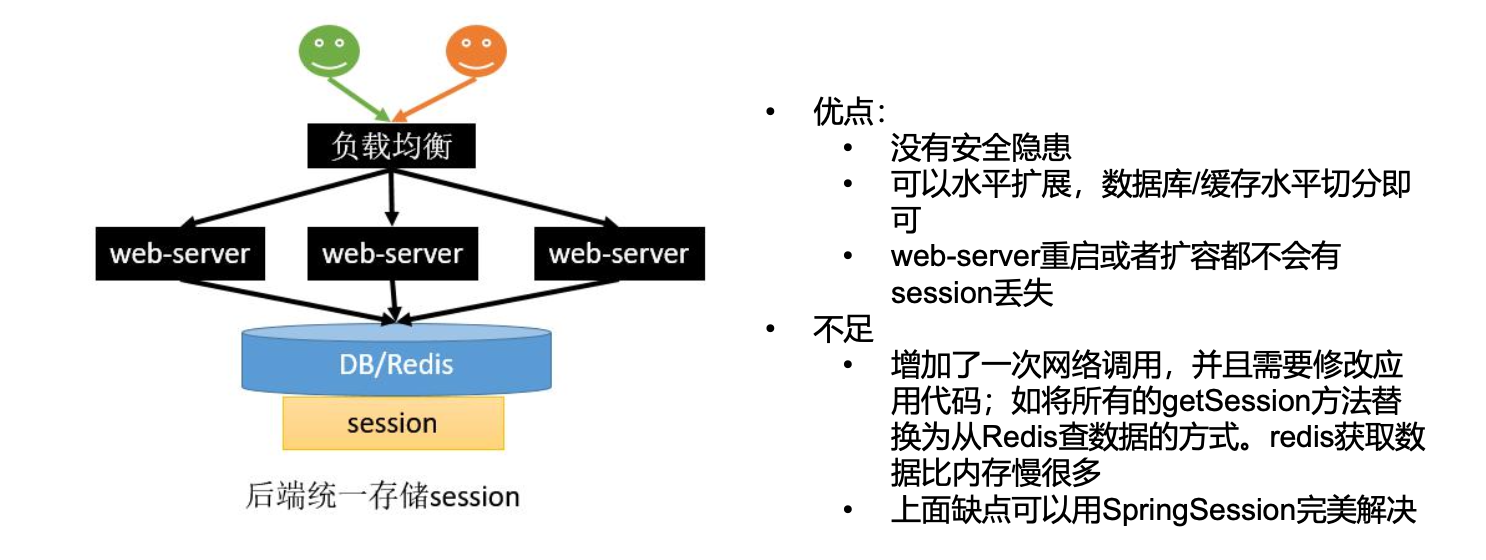 负载均衡
web-server
web-server
web-server
DB/Redis
session
后端统一存储session
• 优点：
• 没有安全隐患
• 可以水平扩展，数据库/缓存水平切分即
可
• web-server重启或者扩容都不会有
session丢失
• 不足
• 增加了一次网络调用，并且需要修改应
用代码；如将所有的getSession方法替
换为从Redis查数据的方式。redis获取数
据比内存慢很多
• 上面缺点可以用SpringSession完美解决